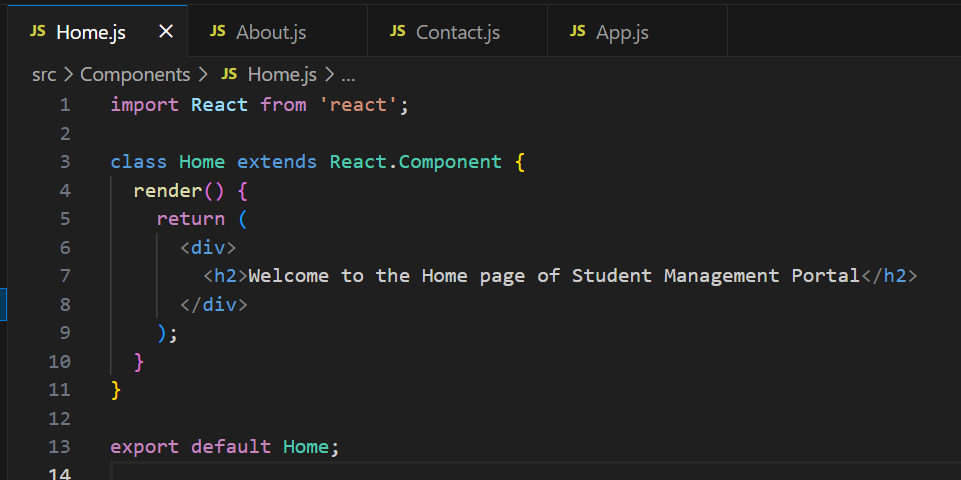 JS Home.js × JS About.js JS Contact.js JS App.js
src > Components > JS Home.js > ...
1 import React from 'react';
2
3 class Home extends React.Component {
4 render() {
5 return (
6 <div>
7 <h2>Welcome to the Home page of Student Management Portal</h2>
8 </div>
9 );
10 }
11 }
12
13 export default Home;
14